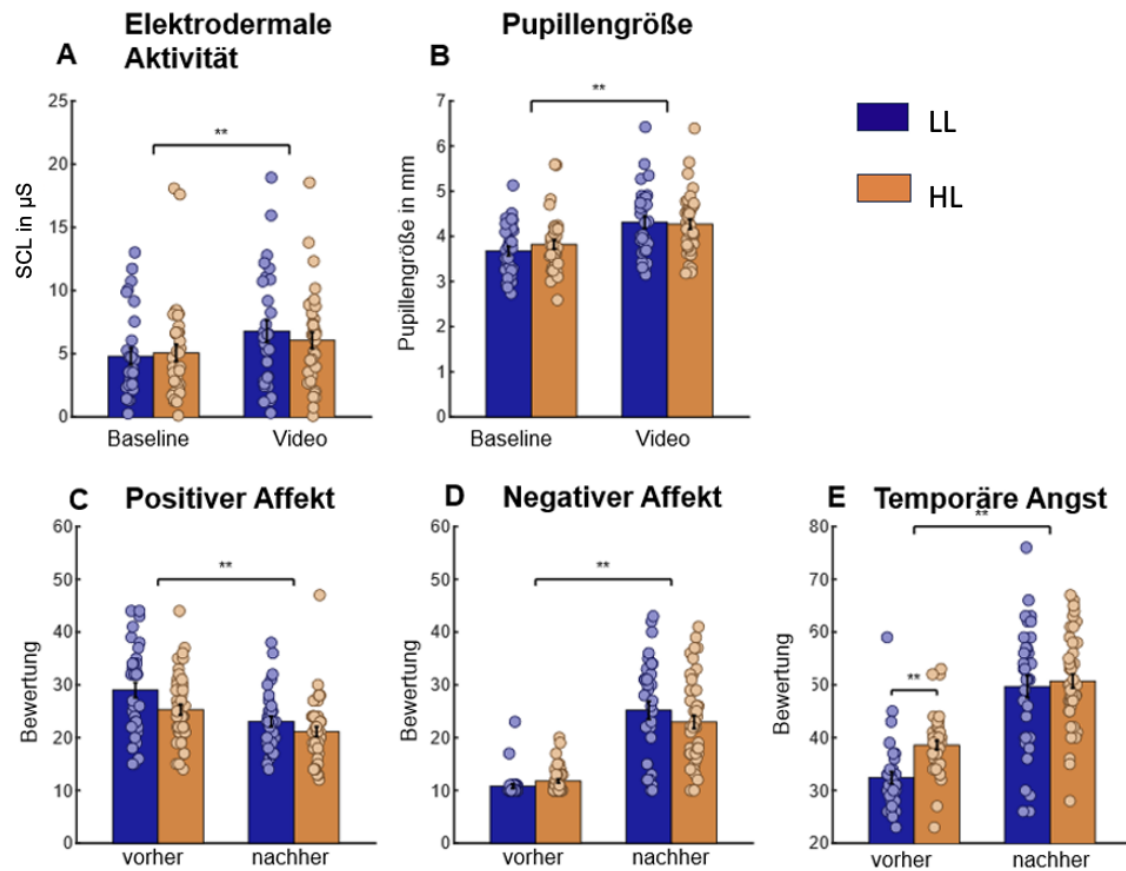 A
Elektrodermale
Aktivität
SCL in µS
25
20
15
10
5
0
**
Baseline
Video
B
Pupillengröße
Pupillengröße in mm
7
6
5
4
3
2
1
0
**
Baseline
Video
LL
HL
C
Positiver Affekt
Bewertung
60
50
40
30
20
10
0
**
vorher
nachher
D
Negativer Affekt
Bewertung
60
50
40
30
20
10
0
**
vorher
nachher
E
Temporäre Angst
Bewertung
80
70
60
50
40
30
20
**
**
vorher
nachher